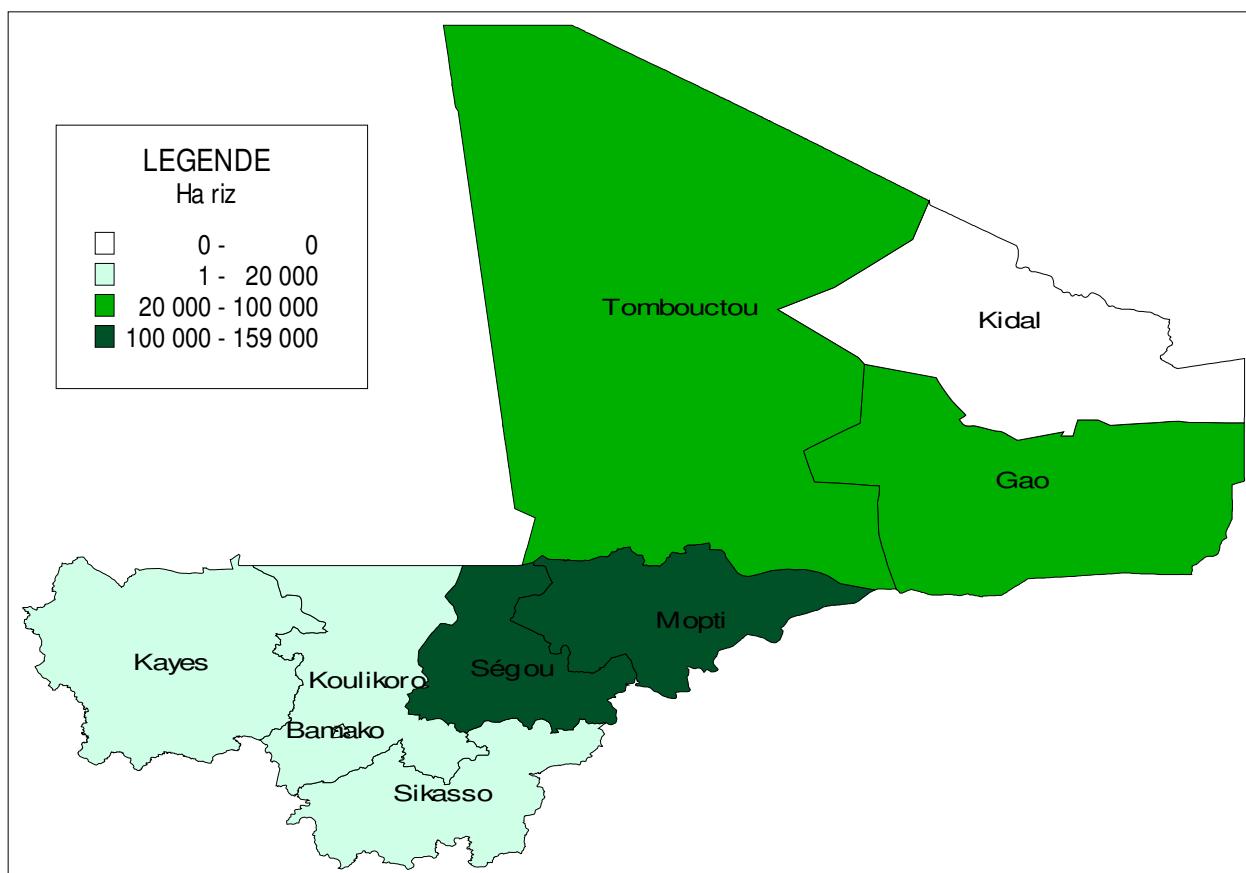 LEGENDE
Ha riz
0 - 0
1 - 20 000
20 000 - 100 000
100 000 - 159 000
Tombouctou
Kidal
Gao
Mopti
Kayes
Ségou
Koulikoro
Bamako
Sikasso